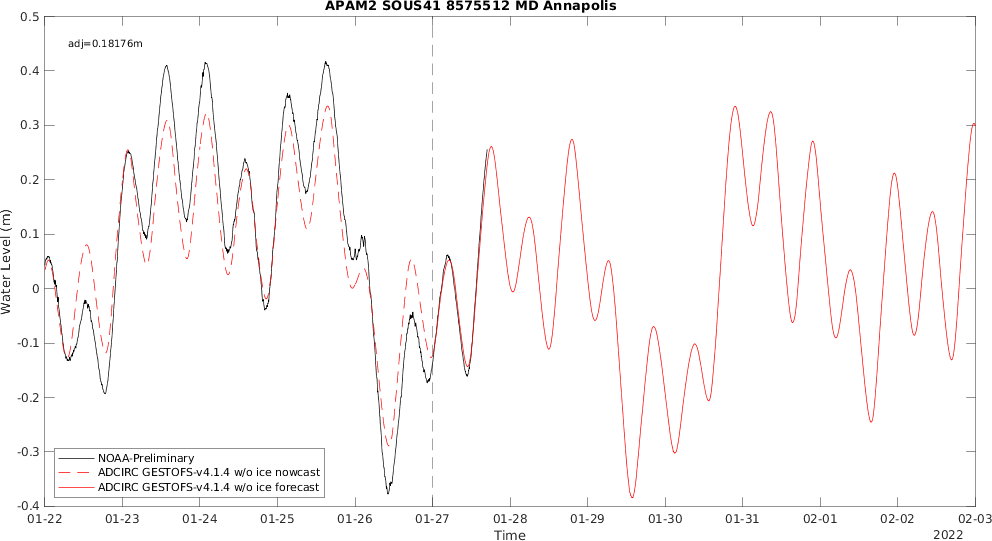 APAM2 SOUS41 8575512 MD Annapolis
adj=0.18176m
0.5
0.4
0.3
0.2
0.1
0
-0.1
-0.2
-0.3
-0.4
Water Level (m)
NOAA-Preliminary
ADCIRC GESTOFS-v4.1.4 w/o ice nowcast
ADCIRC GESTOFS-v4.1.4 w/o ice forecast
01-22 01-23 01-24 01-25 01-26 01-27 01-28 01-29 01-30 01-31 02-01 02-02 02-03
Time
2022